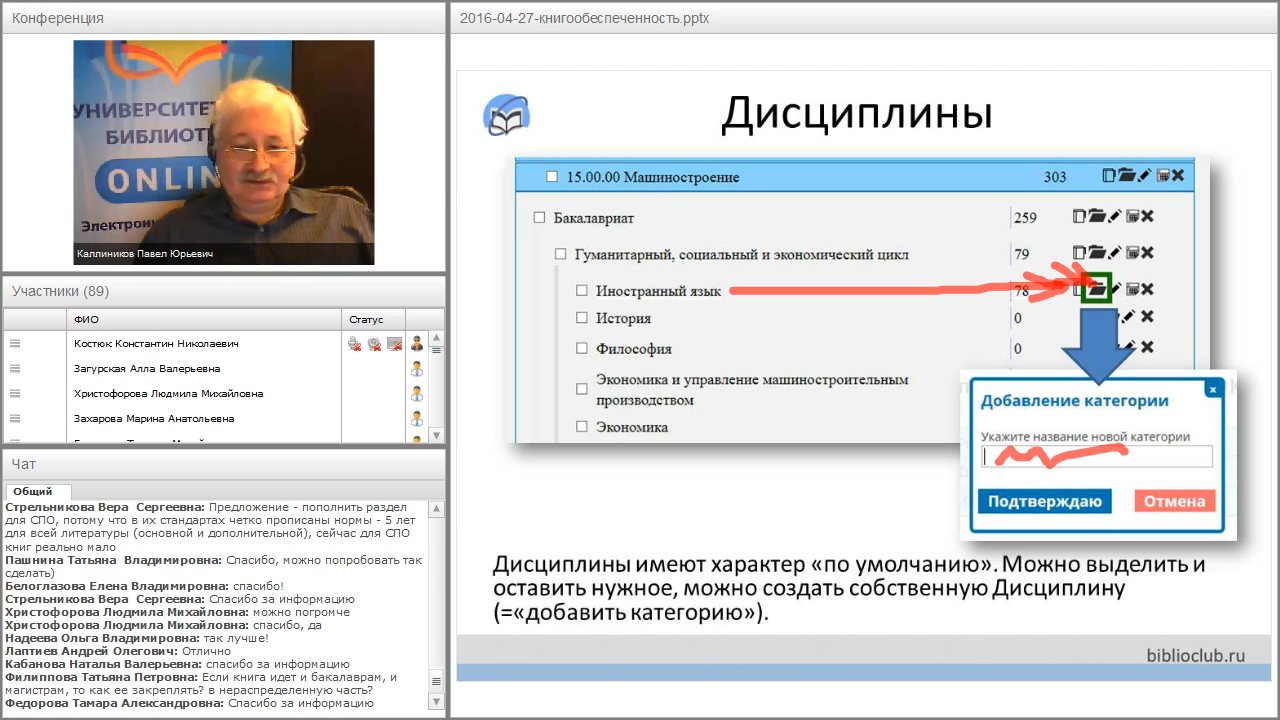 Конференция
УНИВЕРСИТЕТ
БИБЛИОТ
ONLIN
Электрон
Каллиников Павел Юрьевич
Участники (89)
ФИО
Статус
Костюк Константин Николаевич
Загурская Алла Валерьевна
Христофорова Людмила Михайловна
Захарова Марина Анатольевна
Чат
Общий
Стрельникова Вера Сергеевна: Предложение - пометить раздел
для СПО, потому что в их стандартах четко прописаны нормы - 5 лет
для всей литературы (основной и дополнительной), сейчас для СПО
книг реально мало
Пашнина Татьяна Владимировна: Спасибо, можно попробовать так
сделать)
Белоглазова Елена Владимировна: спасибо!
Стрельникова Вера Сергеевна: Спасибо за информацию
Христофорова Людмила Михайловна: можно погромче
Христофорова Людмила Михайловна: спасибо, да
Надеева Ольга Владимировна: так лучше!
Лаптиев Андрей Олегович: Отлично
Кабанова Наталья Валерьевна: спасибо за информацию
Филиппова Татьяна Петровна: Если книга идет и бакалаврам, и
магистрам, то как ее закреплять? в нераспределенную часть?
Федорова Тамара Александровна: Спасибо за информацию
2016-04-27-книгообеспеченность.pptx
Дисциплины
15.00.00 Машиностроение 303
Бакалавриат 259
Гуманитарный, социальный и экономический цикл 79
Иностранный язык 78
История 0
Философия 0
Экономика и управление машиностроительным
производством
Экономика
Добавление категории
x
Укажите название новой категории
Подтверждаю
Отмена
Дисциплины имеют характер «по умолчанию». Можно выделить и
оставить нужное, можно создать собственную Дисциплину
(=«добавить категорию»).
biblioclub.ru